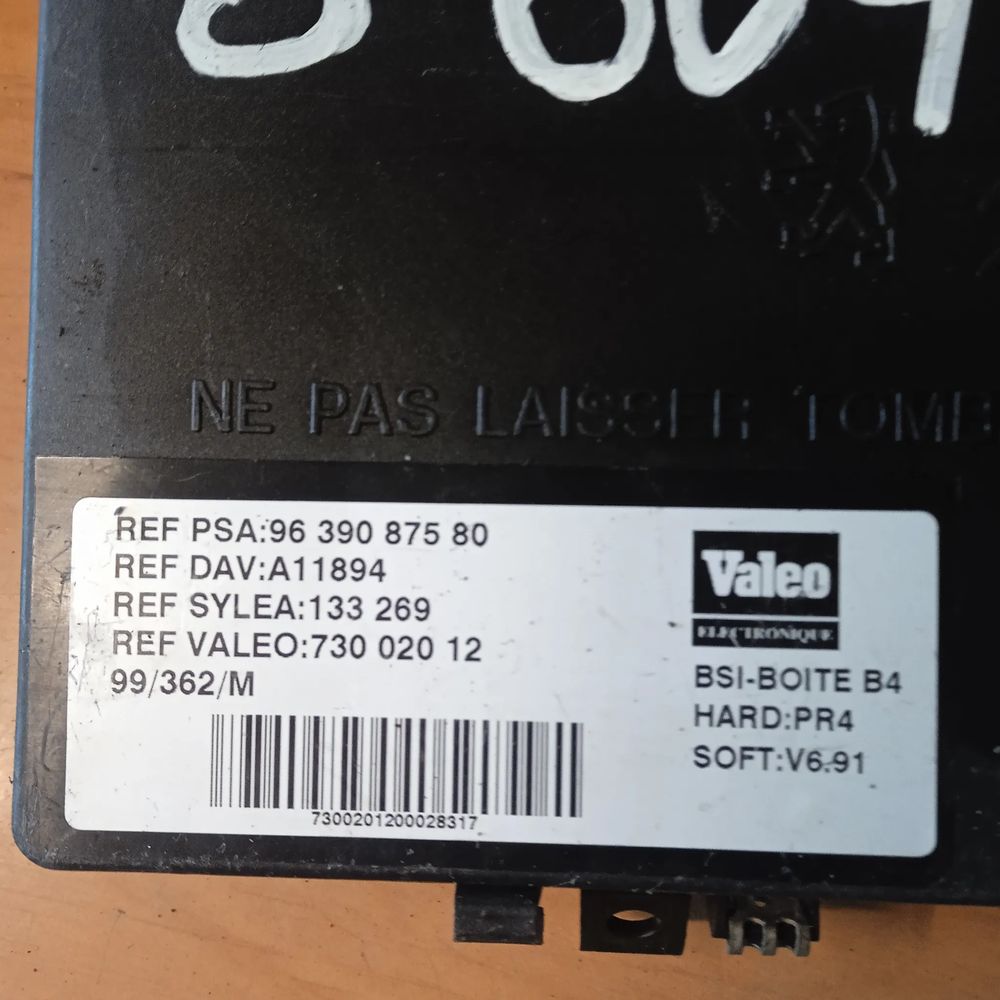 NE PAS LAISSER TOMB
REF PSA:96 390 875 80
REF DAV:A11894
REF SYLEA:133 269
REF VALEO:730 020 12
99/362/M
7300201200028317
Valeo
ELECTRONIQUE
BSI-BOITE B4
HARD:PR4
SOFT:V6.91